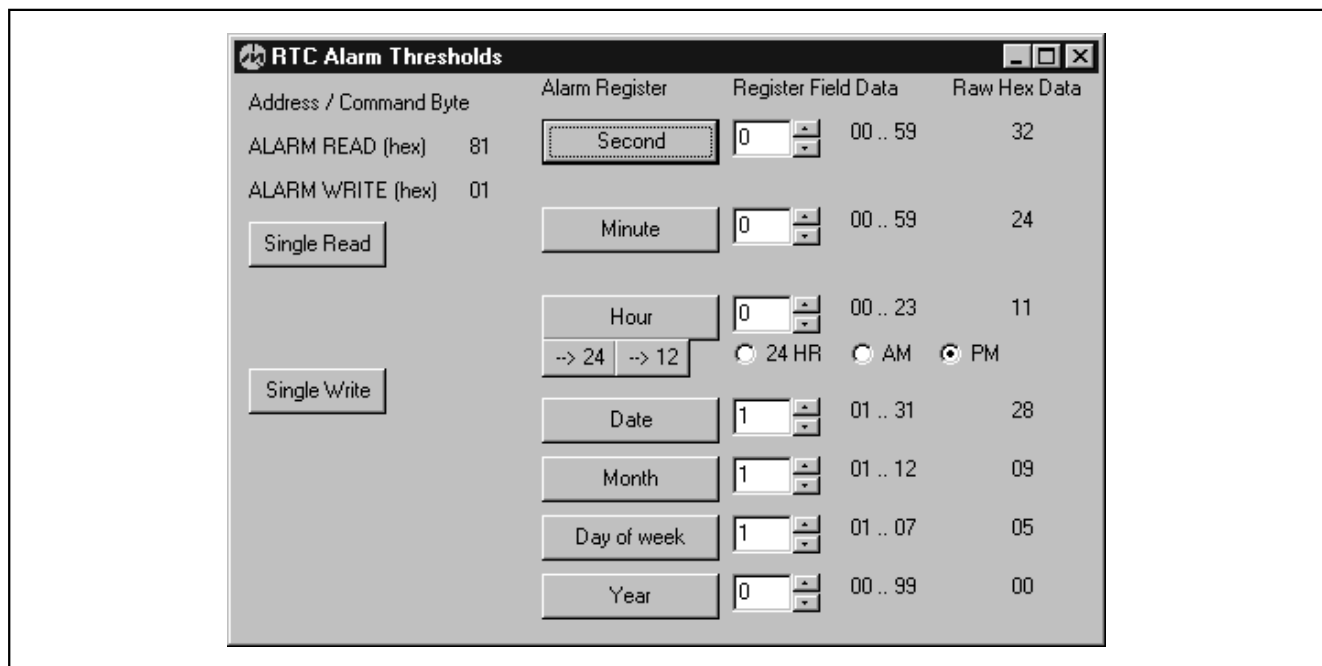 RTC Alarm Thresholds
Address / Command Byte
ALARM READ (hex) 81
ALARM WRITE (hex) 01
Single Read
Single Write
Alarm Register Register Field Data Raw Hex Data
Second 0 00 .. 59 32
Minute 0 00 .. 59 24
Hour 0 00 .. 23 11
--> 24 --> 12 24 HR AM PM
Date 1 01 .. 31 28
Month 1 01 .. 12 09
Day of week 1 01 .. 07 05
Year 0 00 .. 99 00